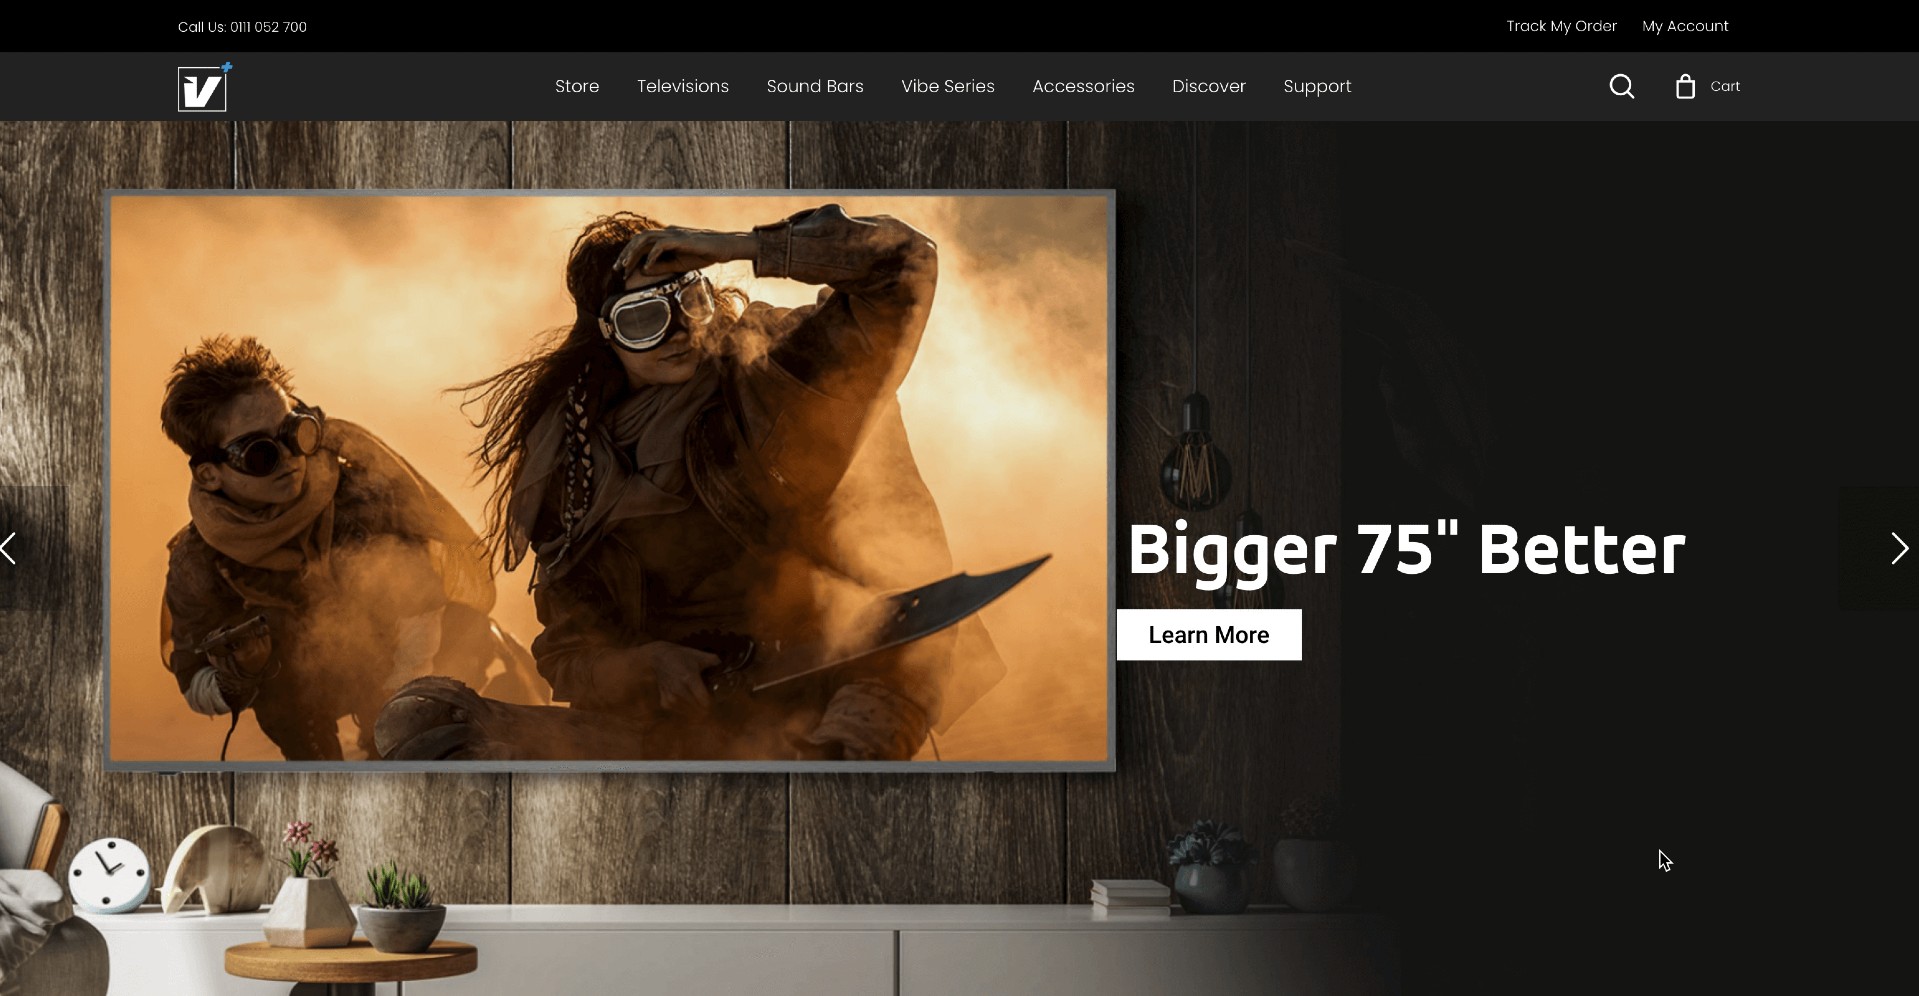 Call Us: 0111 052 700
Track My Order
My Account
V+
Store
Televisions
Sound Bars
Vibe Series
Accessories
Discover
Support
Cart
Bigger 75" Better
Learn More